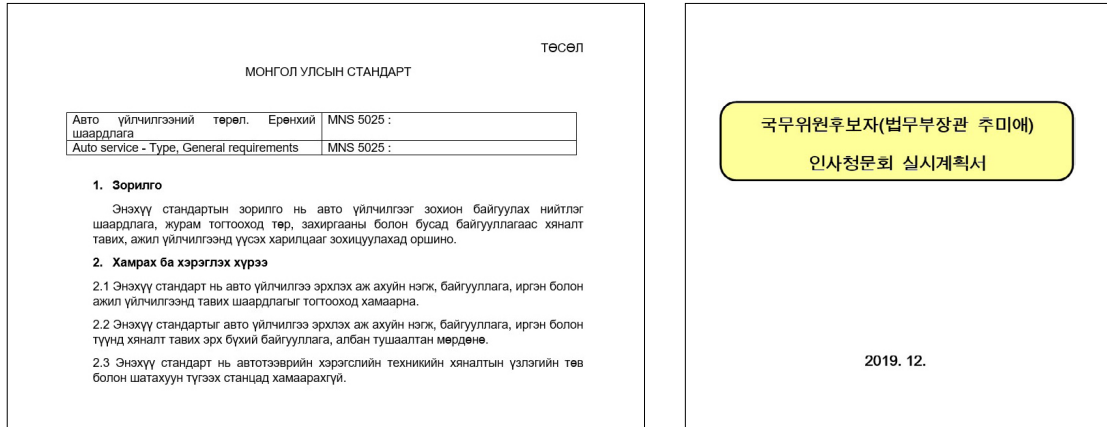 ТӨСӨЛ
МОНГОЛ УЛСЫН СТАНДАРТ
Авто үйлчилгээний төрөл. Ерөнхий шаардлага
MNS 5025 :
Auto service - Type, General requirements
MNS 5025 :
1. Зорилго
Энэхүү стандартын зорилго нь авто үйлчилгээг зохион байгуулах нийтлэг
шаардлага, журам тогтооход төр, захиргааны болон бусад байгууллагаас хяналт
тавих, ажил үйлчилгээнд үүсэх харилцааг зохицуулахад оршино.
2. Хамрах ба хэрэглэх хүрээ
2.1 Энэхүү стандарт нь авто үйлчилгээ эрхлэх аж ахуйн нэгж, байгууллага, иргэн болон
ажил үйлчилгээнд тавих шаардлагыг тогтооход хамаарна.
2.2 Энэхүү стандартыг авто үйлчилгээ эрхлэх аж ахуйн нэгж, байгууллага, иргэн болон
түүнд хяналт тавих эрх бүхий байгууллага, албан тушаалтан мөрдөнө.
2.3 Энэхүү стандарт нь автотээврийн хэрэгслийн техникийн хяналтын үзлэгийн төв
болон шатахуун түгээх станцад хамаарахгүй.
국무위원후보자(법무부장관 추미애)
인사청문회 실시계획서
2019. 12.